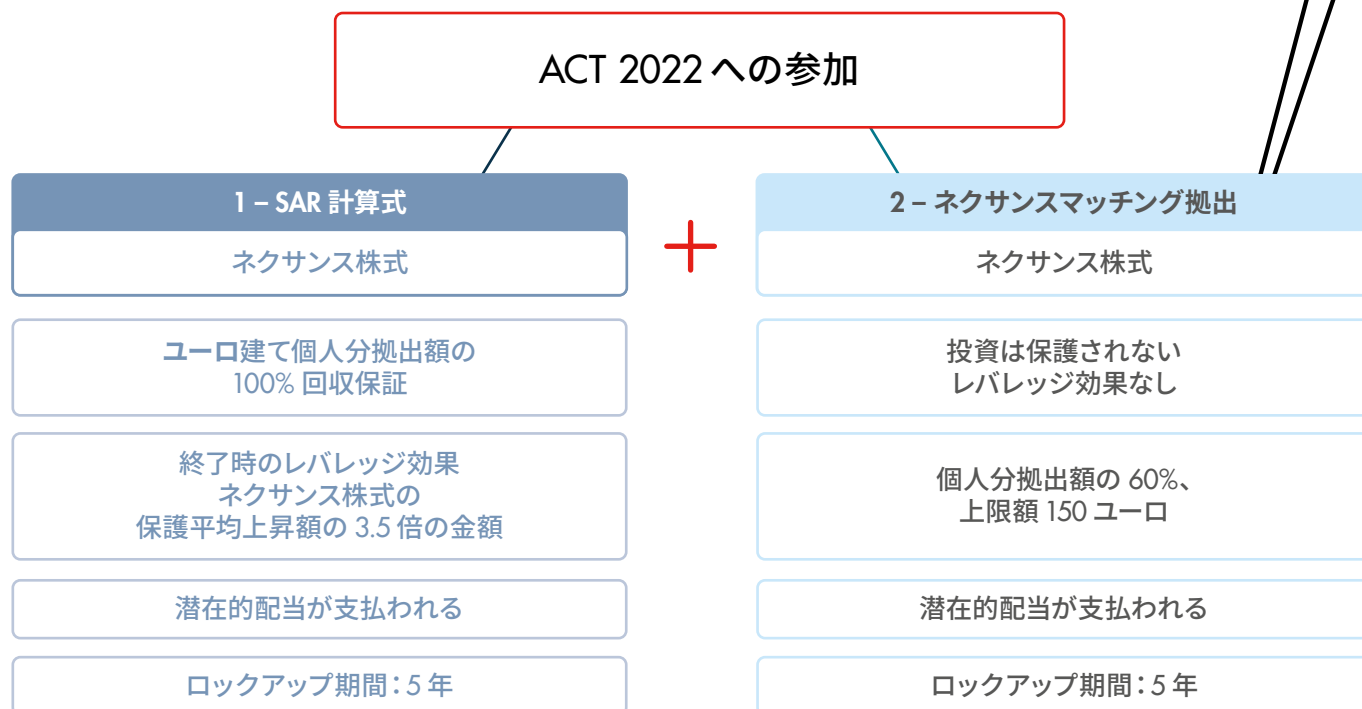 ACT 2022 への参加
1 – SAR 計算式
ネクサンス株式
ユーロ建て個人分拠出額の
100% 回収保証
終了時のレバレッジ効果
ネクサンス株式の
保護平均上昇額の 3.5 倍の金額
潜在的配当が支払われる
ロックアップ期間：5 年
2 – ネクサンスマッチング拠出
ネクサンス株式
投資は保護されない
レバレッジ効果なし
個人分拠出額の 60%、
上限額 150 ユーロ
潜在的配当が支払われる
ロックアップ期間：5 年